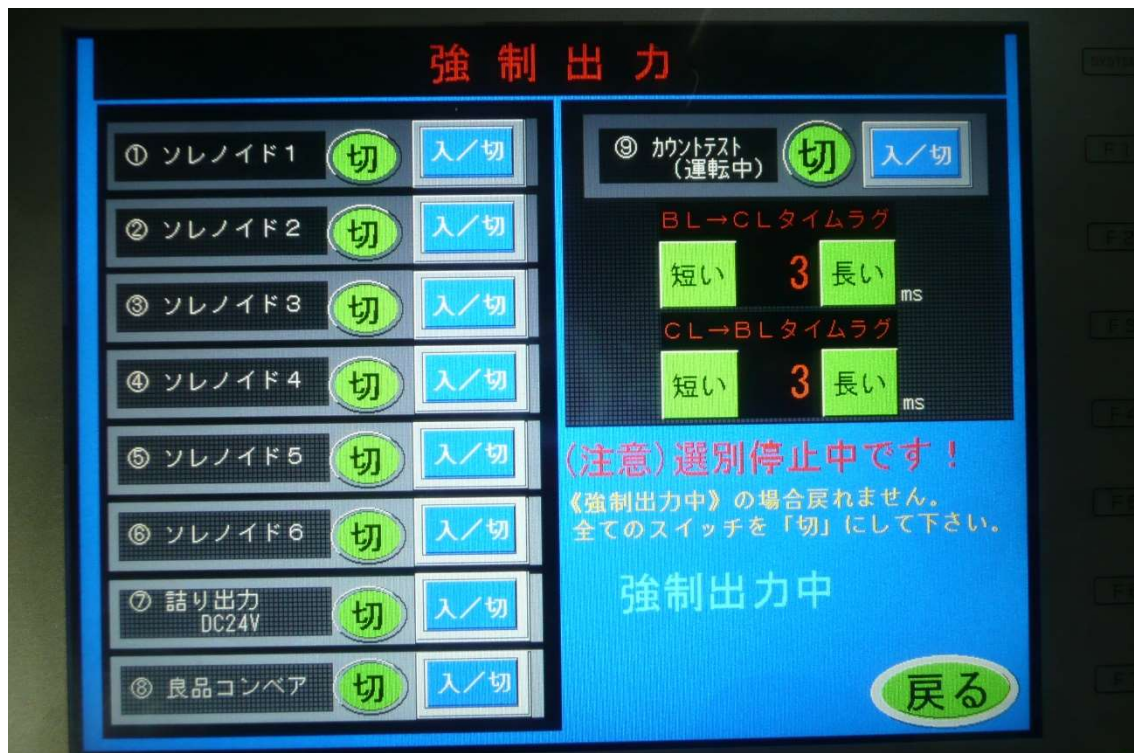 強制出力
① ソレノイド1 切 入/切
② ソレノイド2 切 入/切
③ ソレノイド3 切 入/切
④ ソレノイド4 切 入/切
⑤ ソレノイド5 切 入/切
⑥ ソレノイド6 切 入/切
⑦ 詰り出力 切 入/切
DC24V
⑧ 良品コンベア 切 入/切
⑨ カウントテスト 切 入/切
(運転中)
BL→CLタイムラグ
短い 3 長い ms
CL→BLタイムラグ
短い 3 長い ms
(注意)選別停止中です!
《強制出力中》の場合戻れません。
全てのスイッチを「切」にして下さい。
強制出力中
戻る
F1
F2
F3
F4